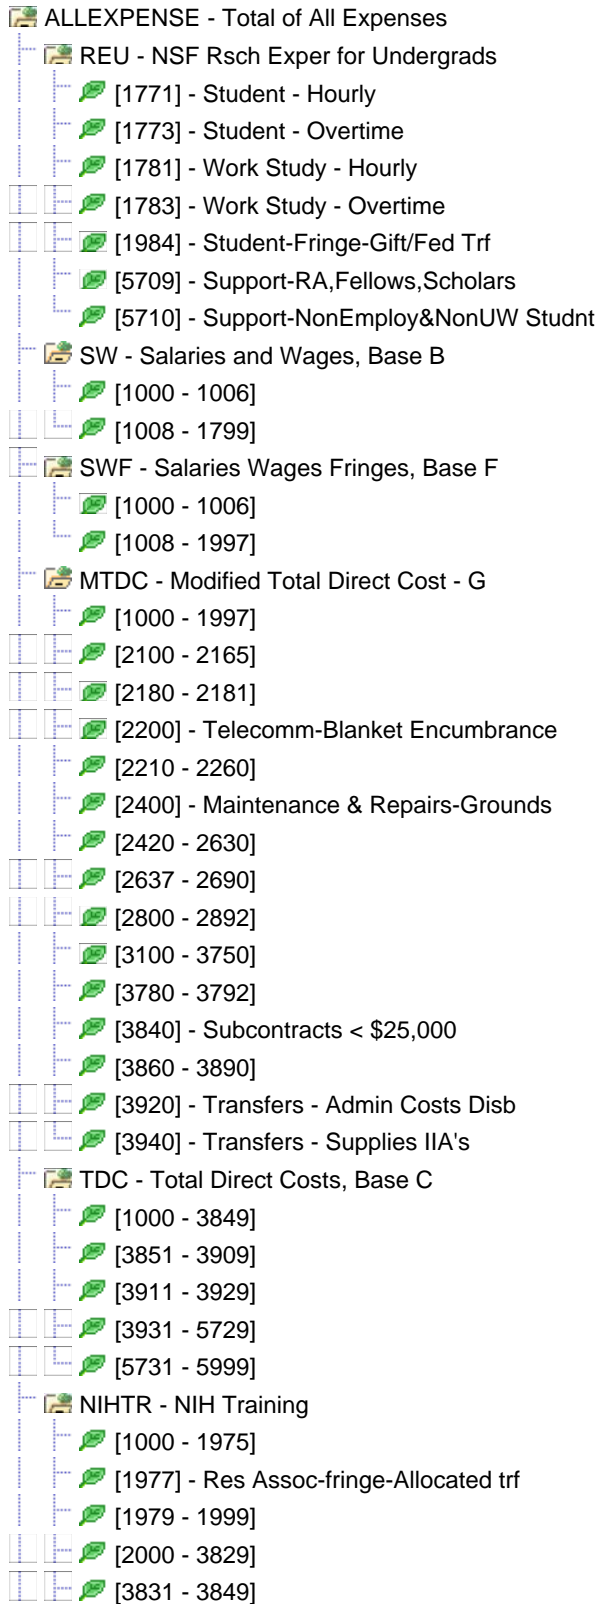 ALLEXPENSE - Total of All Expenses
REU - NSF Rsch Exper for Undergrads
[1771] - Student - Hourly
[1773] - Student - Overtime
[1781] - Work Study - Hourly
[1783] - Work Study - Overtime
[1984] - Student-Fringe-Gift/Fed Trf
[5709] - Support-RA,Fellows,Scholars
[5710] - Support-NonEmploy&NonUW Studnt
SW - Salaries and Wages, Base B
[1000 - 1006]
[1008 - 1799]
SWF - Salaries Wages Fringes, Base F
[1000 - 1006]
[1008 - 1997]
MTDC - Modified Total Direct Cost - G
[1000 - 1997]
[2100 - 2165]
[2180 - 2181]
[2200] - Telecomm-Blanket Encumbrance
[2210 - 2260]
[2400] - Maintenance & Repairs-Grounds
[2420 - 2630]
[2637 - 2690]
[2800 - 2892]
[3100 - 3750]
[3780 - 3792]
[3840] - Subcontracts < $25,000
[3860 - 3890]
[3920] - Transfers - Admin Costs Disb
[3940] - Transfers - Supplies IIA's
TDC - Total Direct Costs, Base C
[1000 - 3849]
[3851 - 3909]
[3911 - 3929]
[3931 - 5729]
[5731 - 5999]
NIHTR - NIH Training
[1000 - 1975]
[1977] - Res Assoc-fringe-Allocated trf
[1979 - 1999]
[2000 - 3829]
[3831 - 3849]